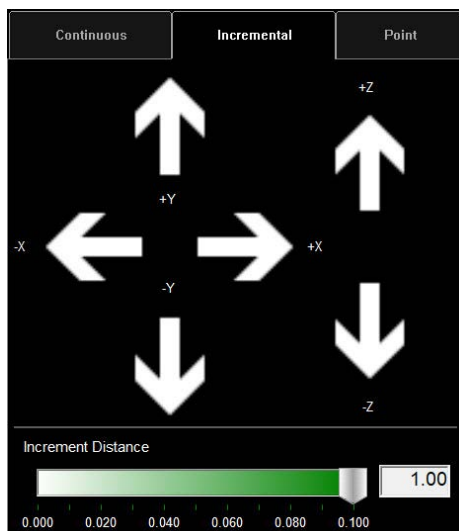 Continuous Incremental Point
+Z
+Y
-X +X
-Y
-Z
Increment Distance
1.00
0.000 0.020 0.040 0.060 0.080 0.100